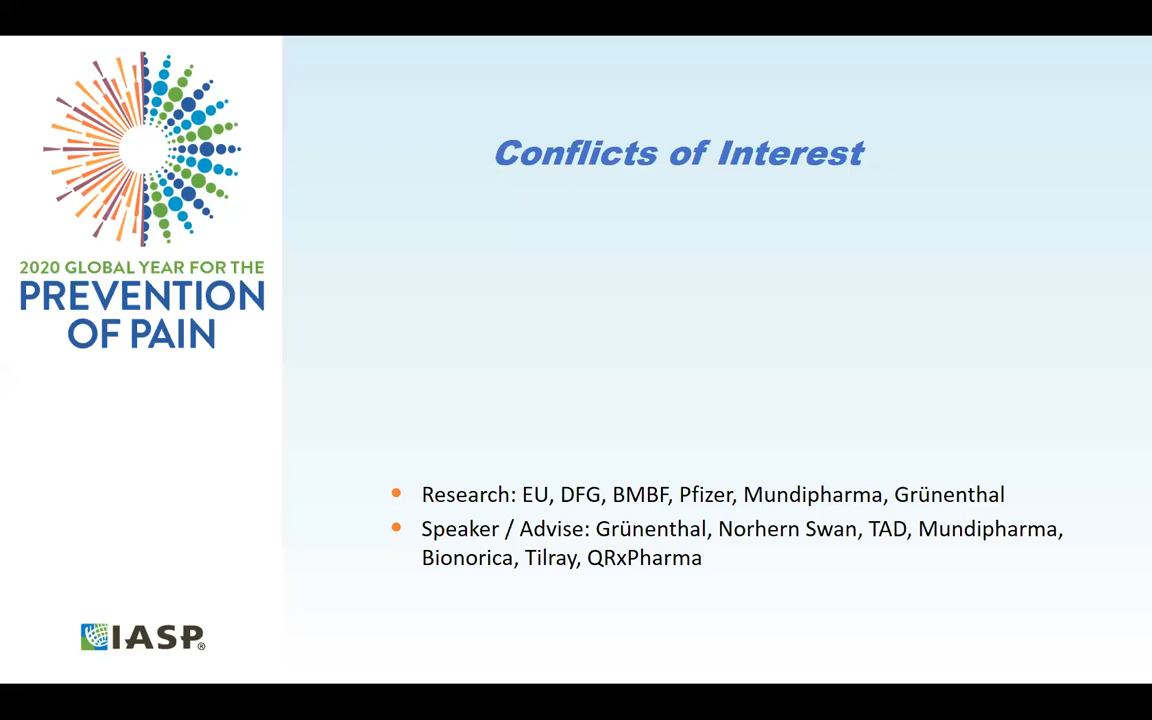 2020 GLOBAL YEAR FOR THE
PREVENTION
OF PAIN
Conflicts of Interest
• Research: EU, DFG, BMBF, Pfizer, Mundipharma, Grünenthal
• Speaker / Advise: Grünenthal, Norhern Swan, TAD, Mundipharma,
Bionorica, Tilray, QRxPharma
IASP®